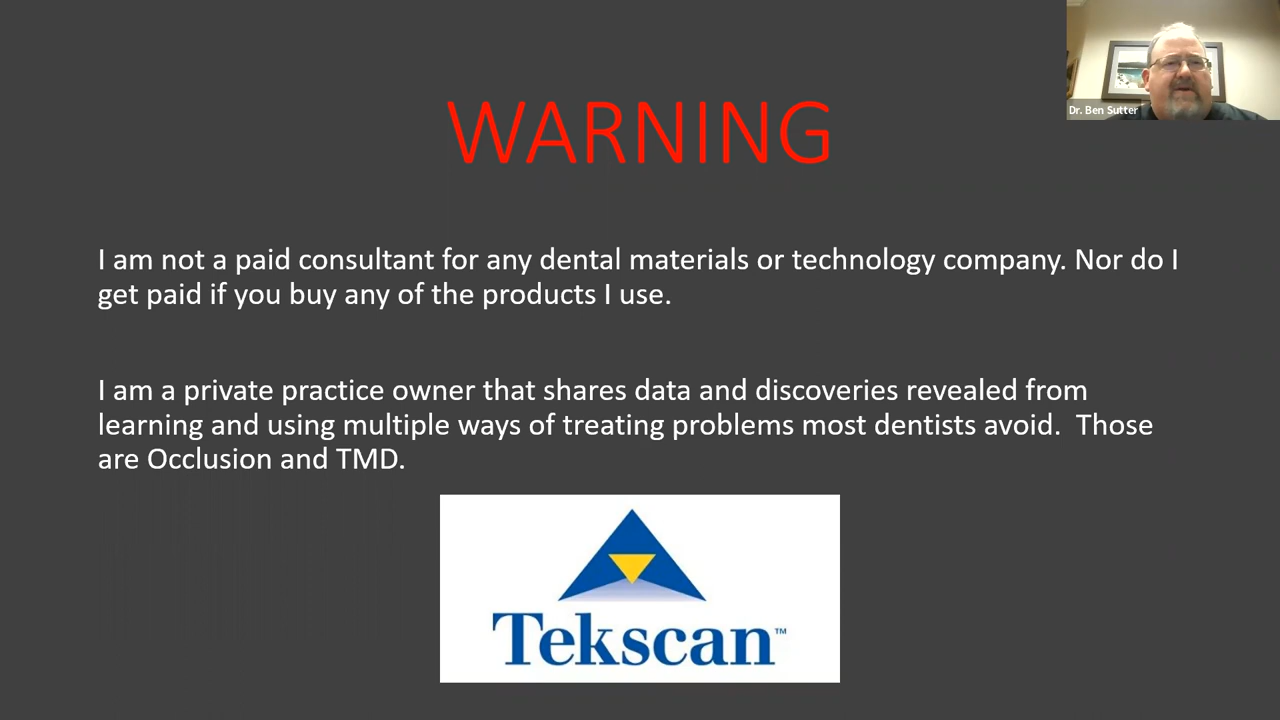 Dr. Ben Sutter
WARNING
I am not a paid consultant for any dental materials or technology company. Nor do I
get paid if you buy any of the products I use.
I am a private practice owner that shares data and discoveries revealed from
learning and using multiple ways of treating problems most dentists avoid.  Those
are Occlusion and TMD.
Tekscan™